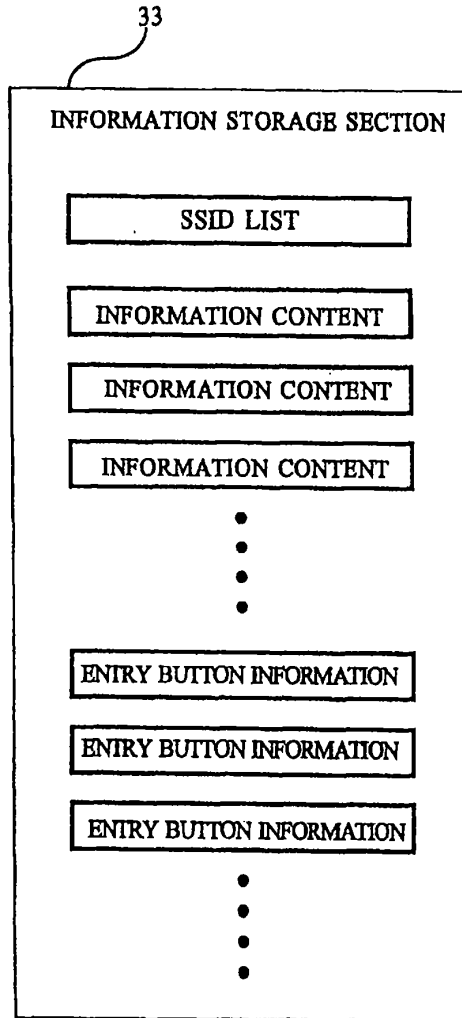 33
INFORMATION STORAGE SECTION
SSID LIST
INFORMATION CONTENT
INFORMATION CONTENT
INFORMATION CONTENT
ENTRY BUTTON INFORMATION
ENTRY BUTTON INFORMATION
ENTRY BUTTON INFORMATION